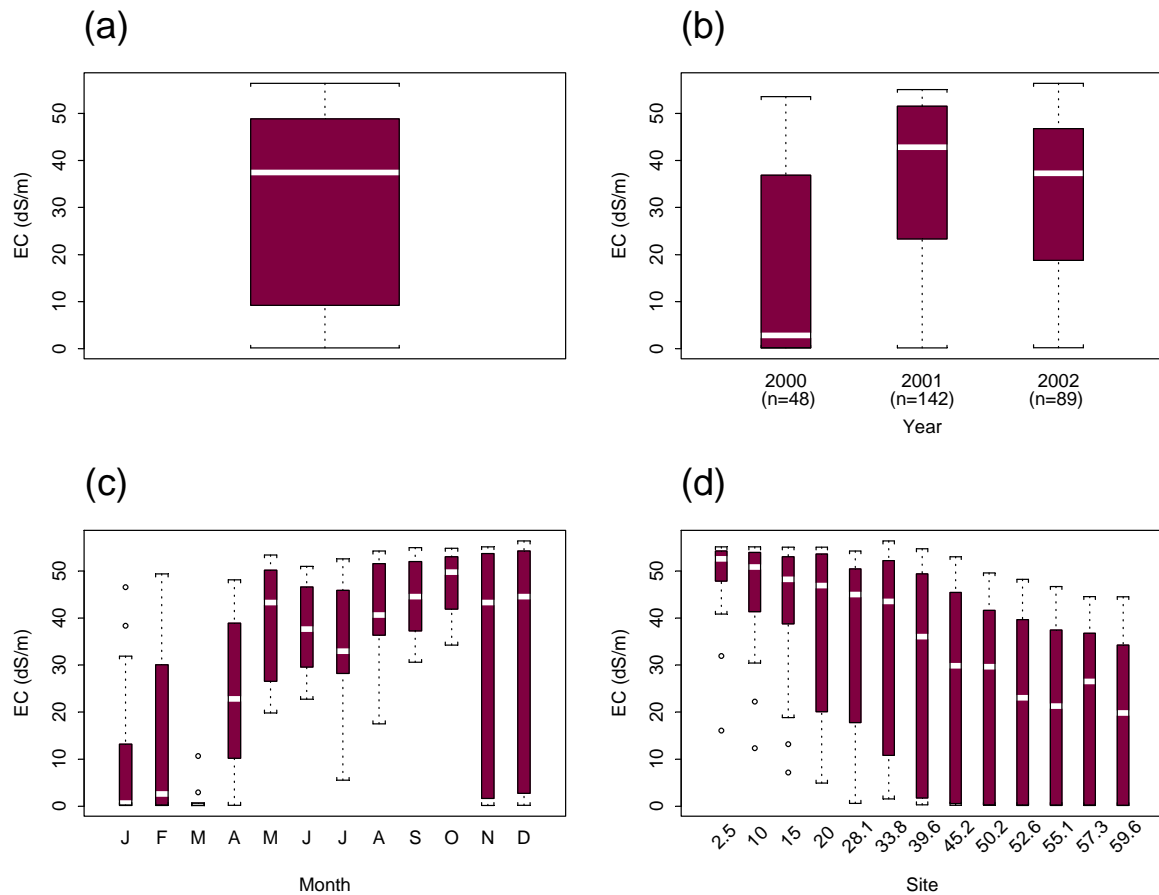 (a)
EC (dS/m)
0 10 20 30 40 50
(b)
EC (dS/m)
0 10 20 30 40 50
2000 2001 2002
(n=48) (n=142) (n=89)
Year
(c)
EC (dS/m)
0 10 20 30 40 50
J F M A M J J A S O N D
Month
(d)
EC (dS/m)
0 10 20 30 40 50
2.5 10 15 20 28.1 33.8 39.6 45.2 50.2 52.6 55.1 57.3 59.6
Site